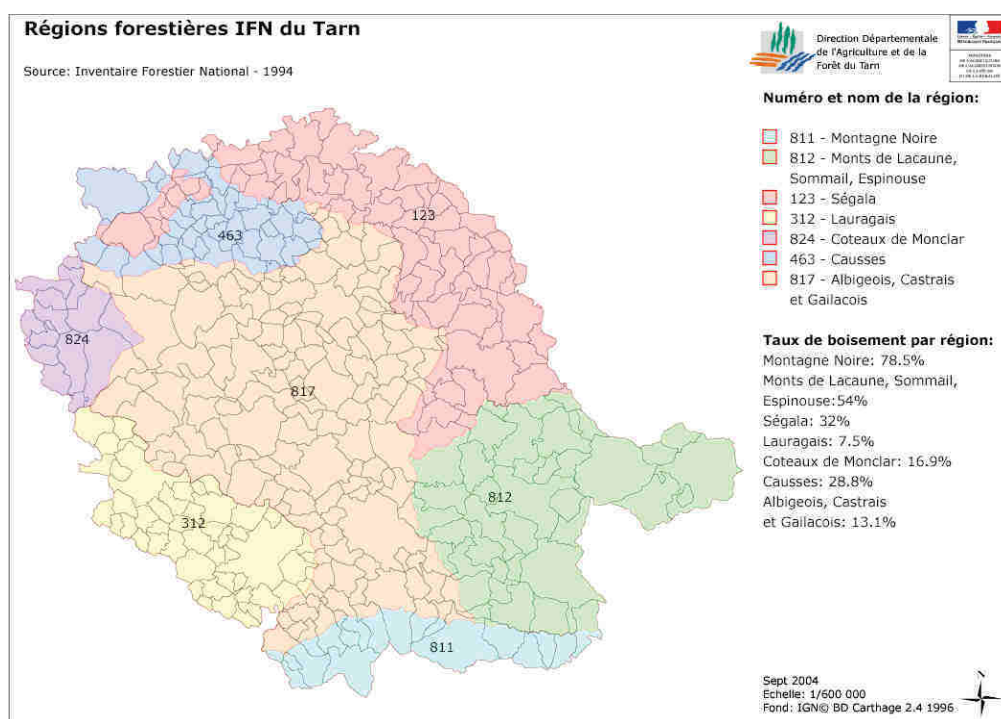 Régions forestières IFN du Tarn
Source: Inventaire Forestier National - 1994
Direction Départementale
de l'Agriculture et de la
Forêt du Tarn
Numéro et nom de la région:
811 - Montagne Noire
812 - Monts de Lacaune,
Sommail, Espinouse
123 - Ségala
312 - Lauragais
824 - Coteaux de Monclar
463 - Causses
817 - Albigeois, Castrais
et Gailacois
Taux de boisement par région:
Montagne Noire: 78.5%
Monts de Lacaune, Sommail,
Espinouse:54%
Ségala: 32%
Lauragais: 7.5%
Coteaux de Monclar: 16.9%
Causses: 28.8%
Albigeois, Castrais
et Gailacois: 13.1%
123
463
824
817
812
312
811
Sept 2004
Echelle: 1/600 000
Fond: IGN© BD Carthage 2.4 1996
N